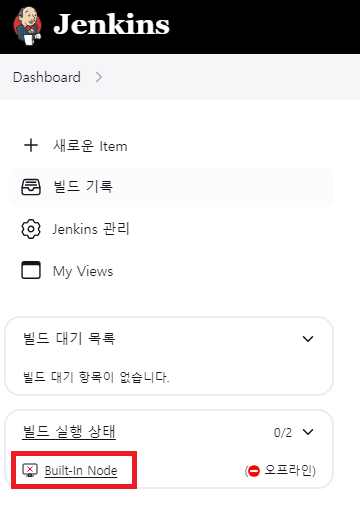 Jenkins
Dashboard
새로운 Item
빌드 기록
Jenkins 관리
My Views
빌드 대기 목록
빌드 대기 항목이 없습니다.
빌드 실행 상태 0/2
Built-In Node (오프라인)